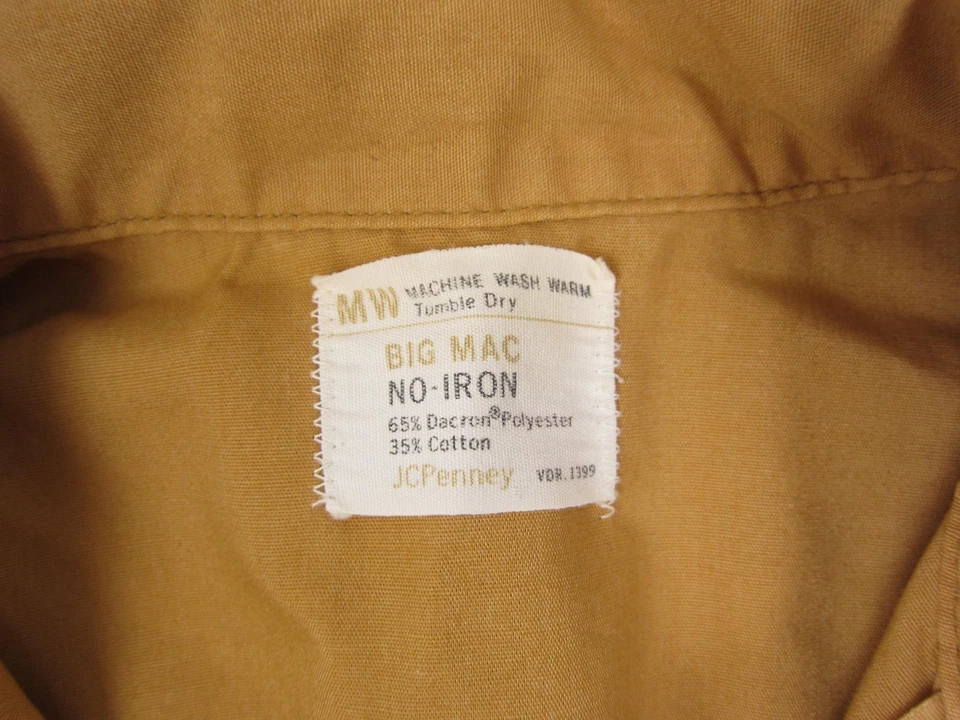 MW MACHINE WASH WARM
Tumble Dry
BIG MAC
NO-IRON
65% Dacron® Polyester
35% Cotton
JCPenney VDR.1399